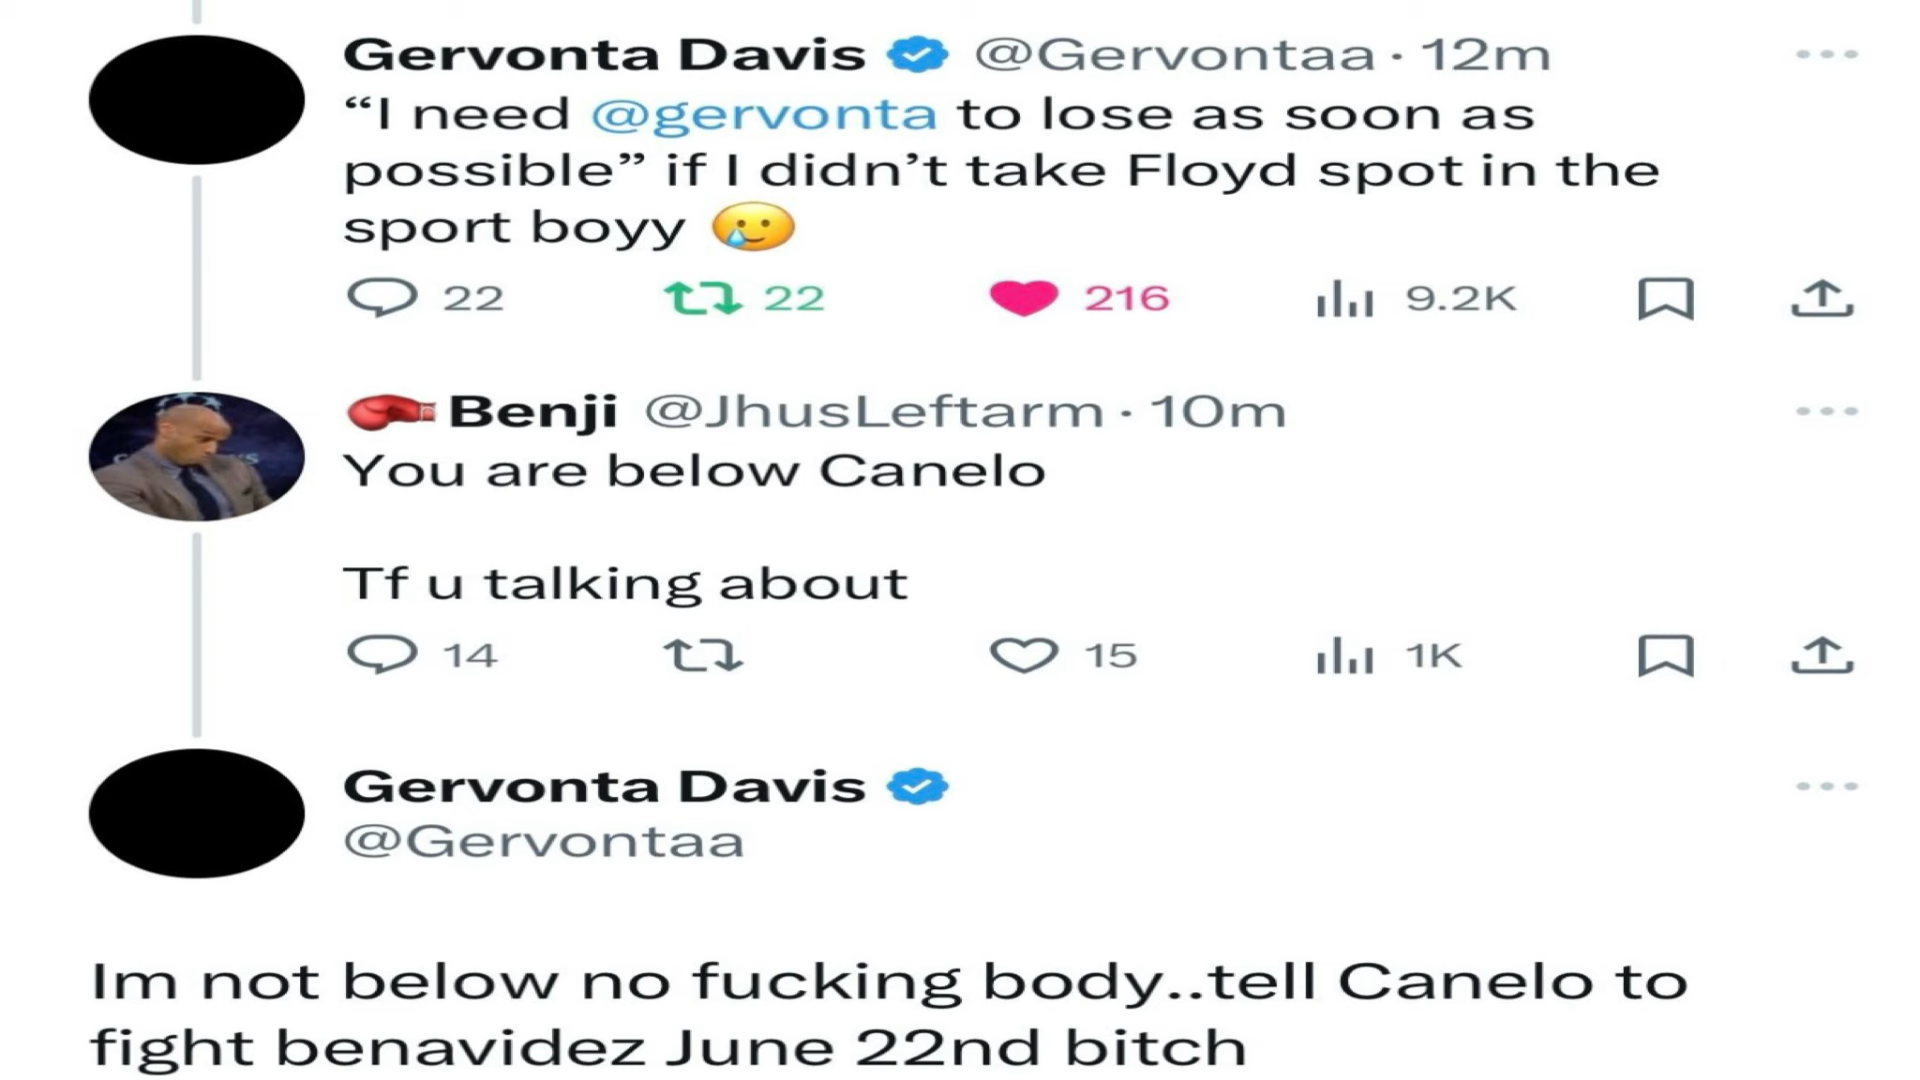 Gervonta Davis @Gervontaa · 12m
“I need @gervonta to lose as soon as
possible” if I didn’t take Floyd spot in the
sport boyy 🥲
22 22 216 9.2K
🥊Benji @JhusLeftarm · 10m
You are below Canelo
Tf u talking about
14 15 1K
Gervonta Davis
@Gervontaa
Im not below no fucking body..tell Canelo to
fight benavidez June 22nd bitch